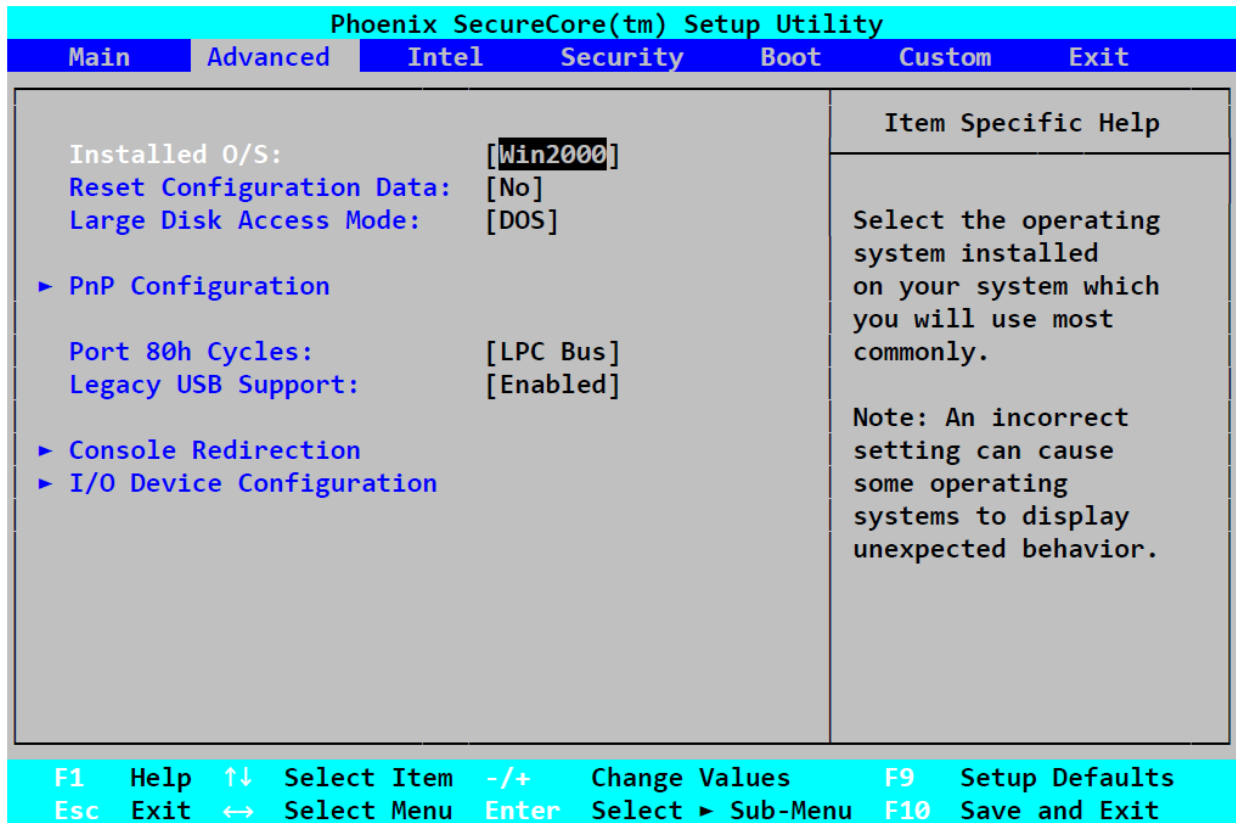 Phoenix SecureCore(tm) Setup Utility
Main Advanced Intel Security Boot Custom Exit
Item Specific Help
Installed O/S: [Win2000]
Reset Configuration Data: [No]
Large Disk Access Mode: [DOS]
► PnP Configuration
Port 80h Cycles: [LPC Bus]
Legacy USB Support: [Enabled]
► Console Redirection
► I/O Device Configuration
Select the operating
system installed
on your system which
you will use most
commonly.
Note: An incorrect
setting can cause
some operating
systems to display
unexpected behavior.
F1 Help ↑↓ Select Item -/+ Change Values F9 Setup Defaults
Esc Exit ↔ Select Menu Enter Select ► Sub-Menu F10 Save and Exit